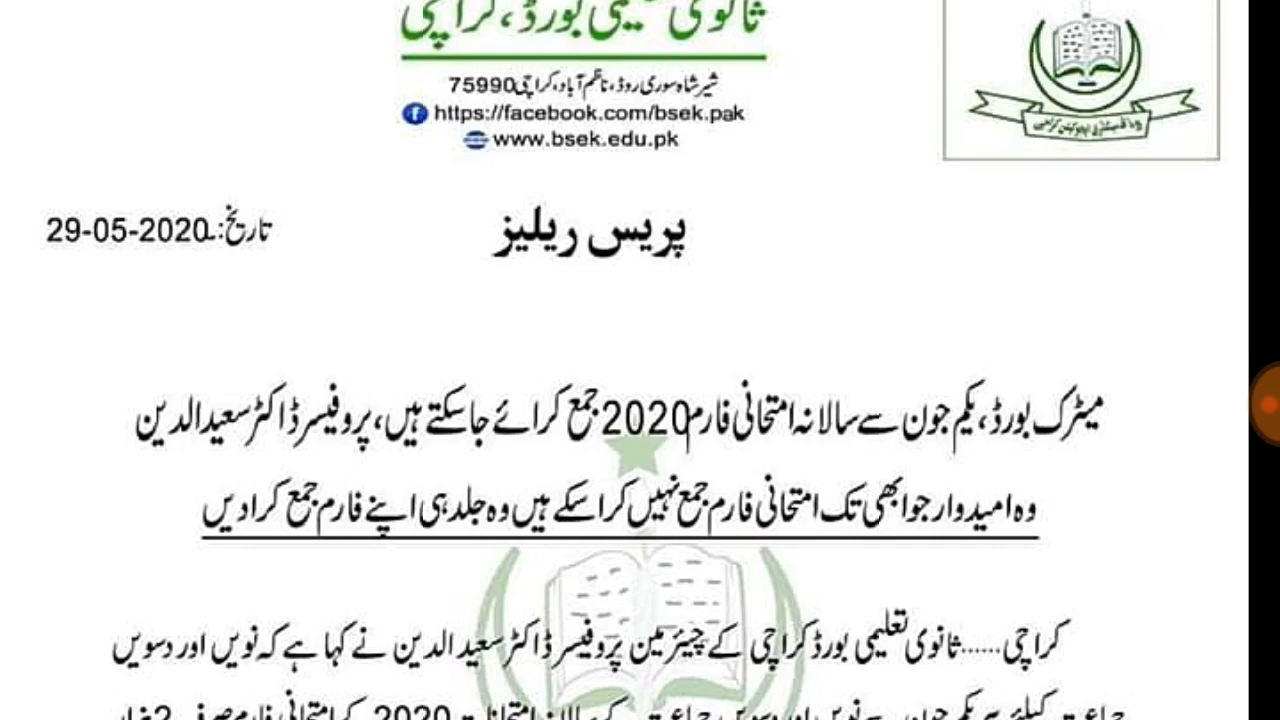 ثانوی تعلیمی بورڈ، کراچی
شیر شاہ سوری روڈ، ناظم آباد، کراچی 75990
https://facebook.com/bsek.pak
www.bsek.edu.pk
پریس ریلیز
تاریخ:۔29-05-2020
میٹرک بورڈ، یکم جون سے سالانہ امتحانی فارم 2020 جمع کرائے جاسکتے ہیں، پروفیسر ڈاکٹر سعید الدین
وہ امیدوار جو ابھی تک امتحانی فارم جمع نہیں کرا سکے ہیں وہ جلد ہی اپنے فارم جمع کرادیں
کراچی......ثانوی تعلیمی بورڈ کراچی کے چیئرمین پروفیسر ڈاکٹر سعید الدین نے کہا ہے کہ نویں اور دسویں